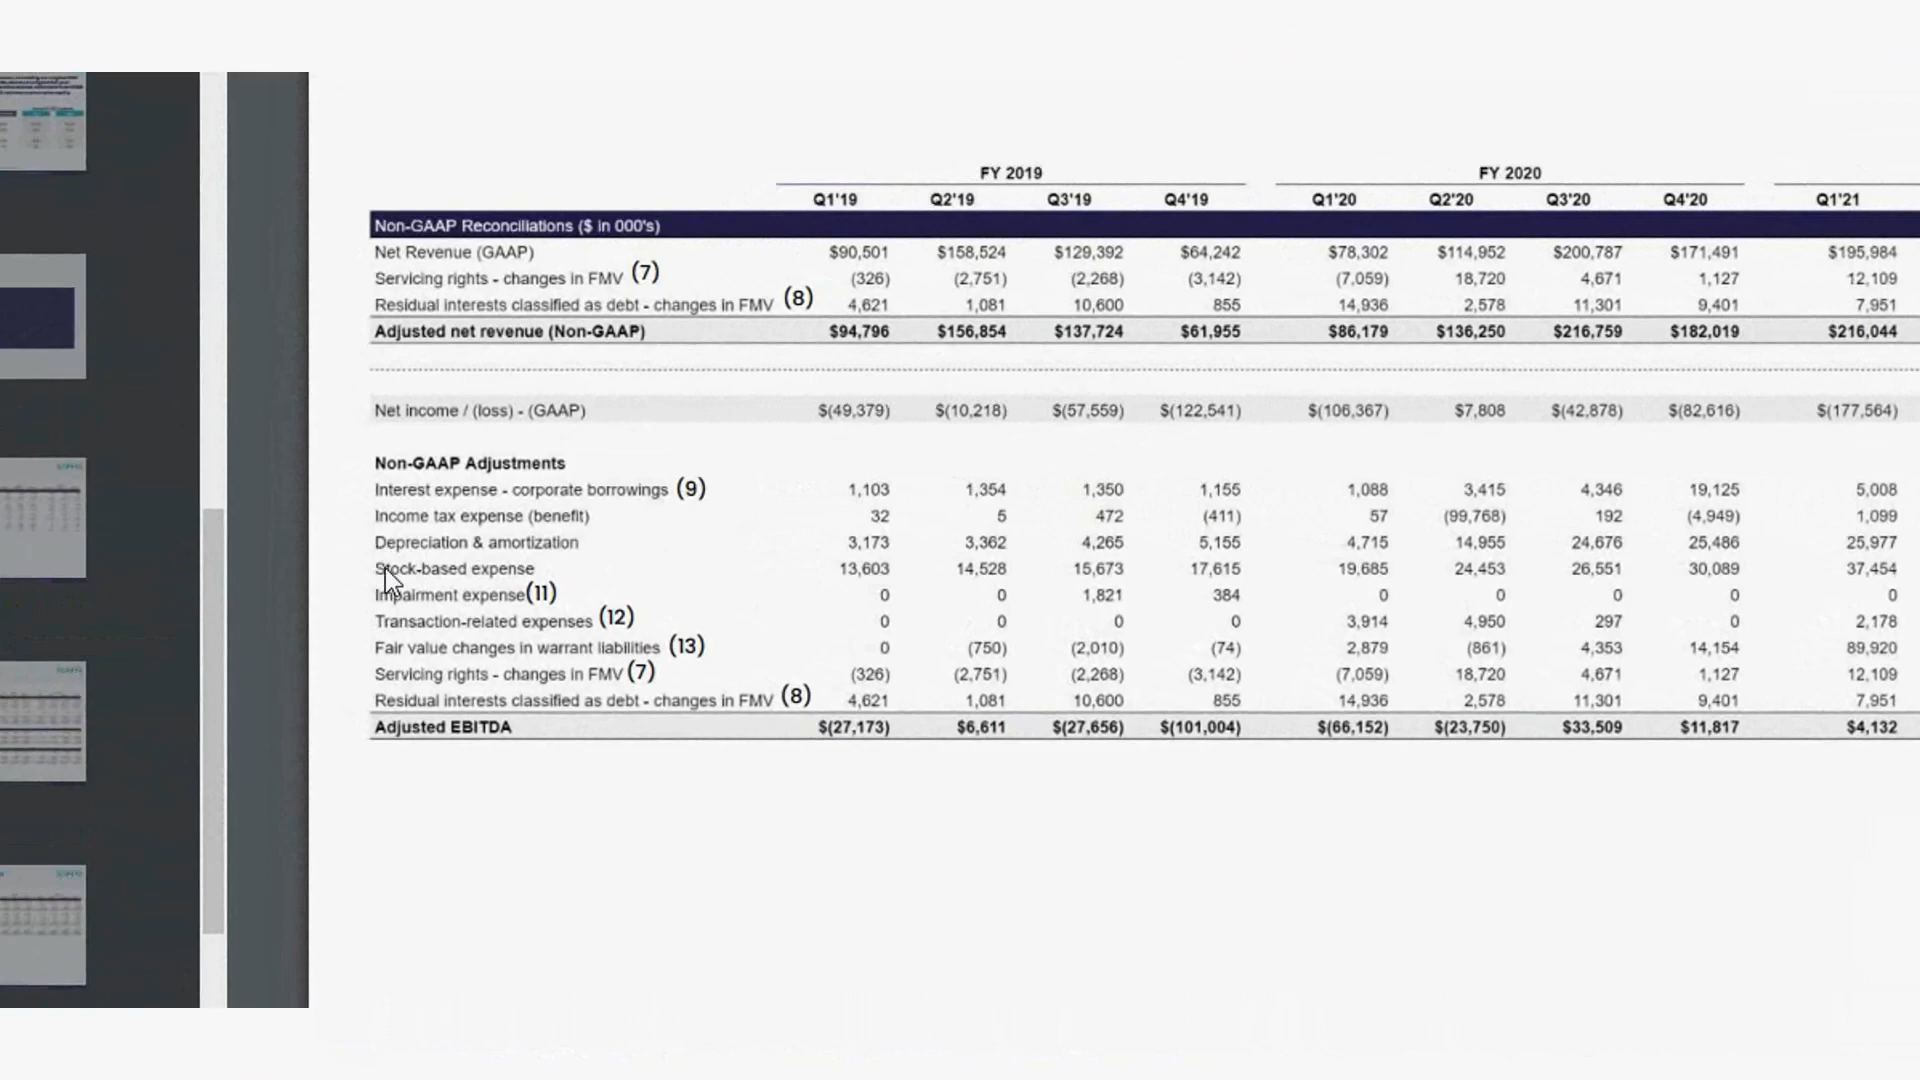 FY 2019 FY 2020
Q1'19 Q2'19 Q3'19 Q4'19 Q1'20 Q2'20 Q3'20 Q4'20 Q1'21
Non-GAAP Reconciliations ($ in 000's)
Net Revenue (GAAP) $90,501 $158,524 $129,392 $64,242 $78,302 $114,952 $200,787 $171,491 $195,984
Servicing rights - changes in FMV (7) (326) (2,751) (2,268) (3,142) (7,059) 18,720 4,671 1,127 12,109
Residual interests classified as debt - changes in FMV (8) 4,621 1,081 10,600 855 14,936 2,578 11,301 9,401 7,951
Adjusted net revenue (Non-GAAP) $94,796 $156,854 $137,724 $61,955 $86,179 $136,250 $216,759 $182,019 $216,044
Net income / (loss) - (GAAP) $(49,379) $(10,218) $(57,559) $(122,541) $(106,367) $7,808 $(42,878) $(82,616) $(177,564)
Non-GAAP Adjustments
Interest expense - corporate borrowings (9) 1,103 1,354 1,350 1,155 1,088 3,415 4,346 19,125 5,008
Income tax expense (benefit) 32 5 472 (411) 57 (99,768) 192 (4,949) 1,099
Depreciation & amortization 3,173 3,362 4,265 5,155 4,715 14,955 24,676 25,486 25,977
Stock-based expense 13,603 14,528 15,673 17,615 19,685 24,453 26,551 30,089 37,454
Impairment expense(11) 0 0 1,821 384 0 0 0 0 0
Transaction-related expenses (12) 0 0 0 0 3,914 4,950 297 0 2,178
Fair value changes in warrant liabilities (13) 0 (750) (2,010) (74) 2,879 (861) 4,353 14,154 89,920
Servicing rights - changes in FMV (7) (326) (2,751) (2,268) (3,142) (7,059) 18,720 4,671 1,127 12,109
Residual interests classified as debt - changes in FMV (8) 4,621 1,081 10,600 855 14,936 2,578 11,301 9,401 7,951
Adjusted EBITDA $(27,173) $6,611 $(27,656) $(101,004) $(66,152) $(23,750) $33,509 $11,817 $4,132